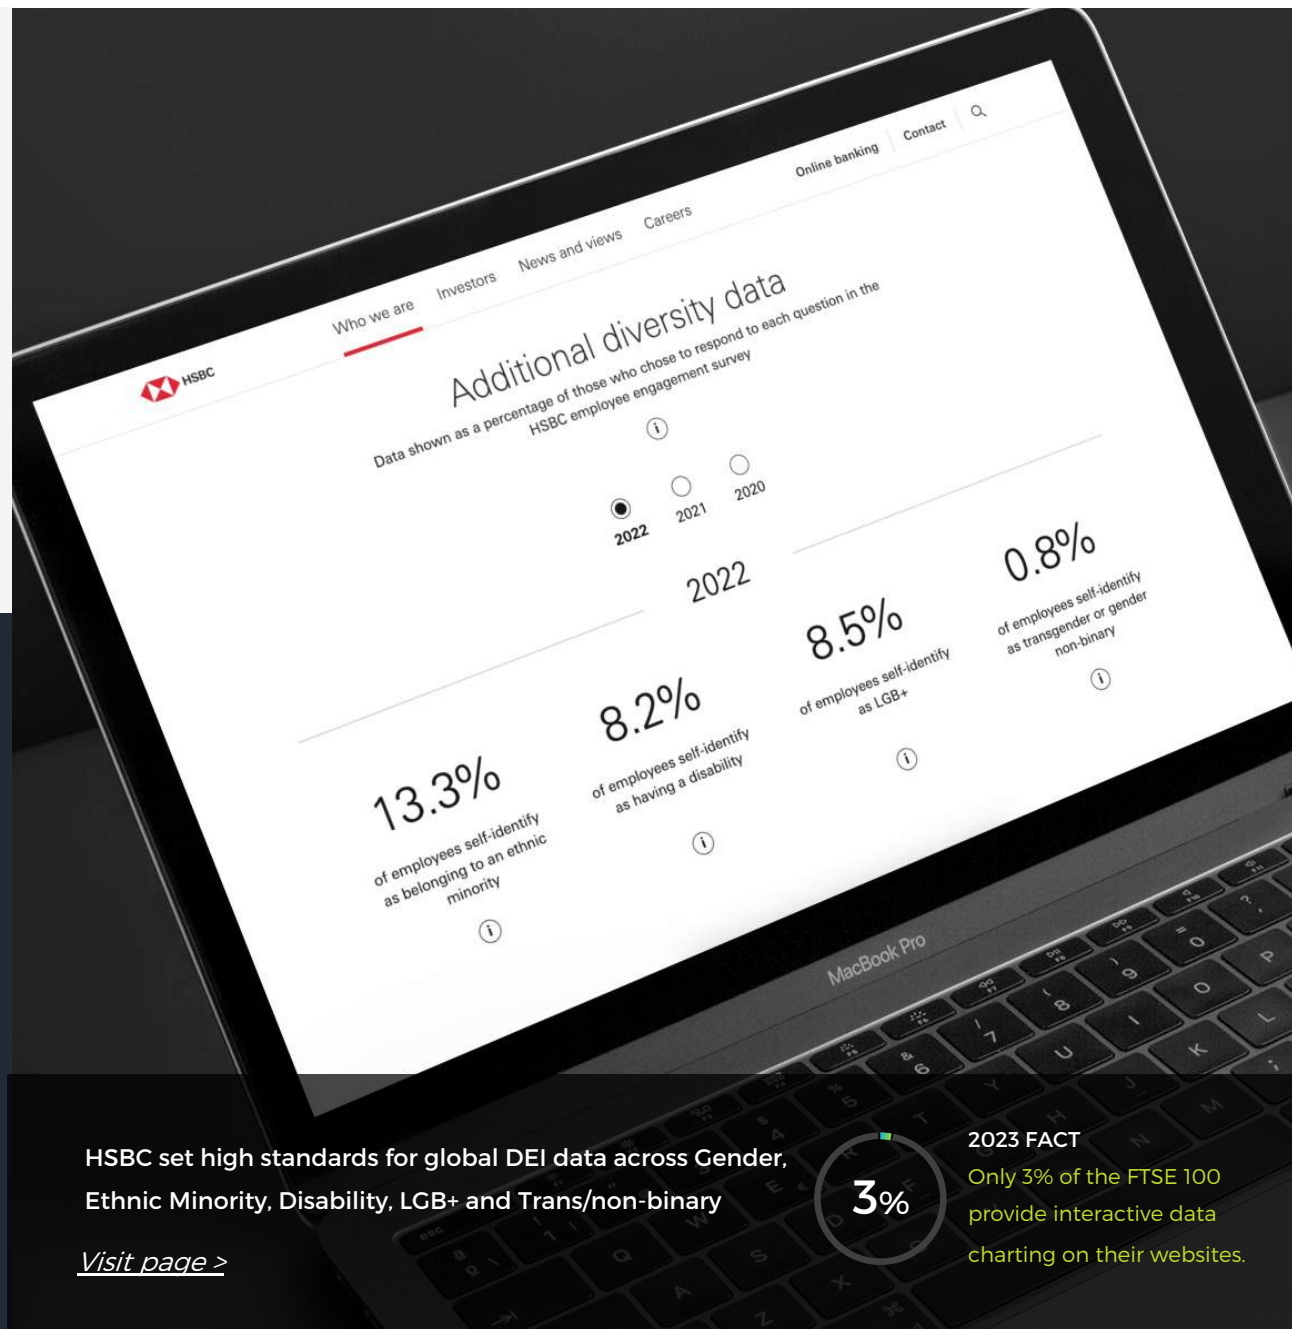 Online banking
Contact
HSBC
Who we are
Investors
News and views
Careers
Additional diversity data
Data shown as a percentage of those who chose to respond to each question in the
HSBC employee engagement survey
i
2022
2021
2020
2022
13.3%
of employees self-identify
as belonging to an ethnic
minority
i
8.2%
of employees self-identify
as having a disability
i
8.5%
of employees self-identify
as LGB+
i
0.8%
of employees self-identify
as transgender or gender
non-binary
i
MacBook Pro
HSBC set high standards for global DEI data across Gender,
Ethnic Minority, Disability, LGB+ and Trans/non-binary
Visit page >
3%
2023 FACT
Only 3% of the FTSE 100
provide interactive data
charting on their websites.